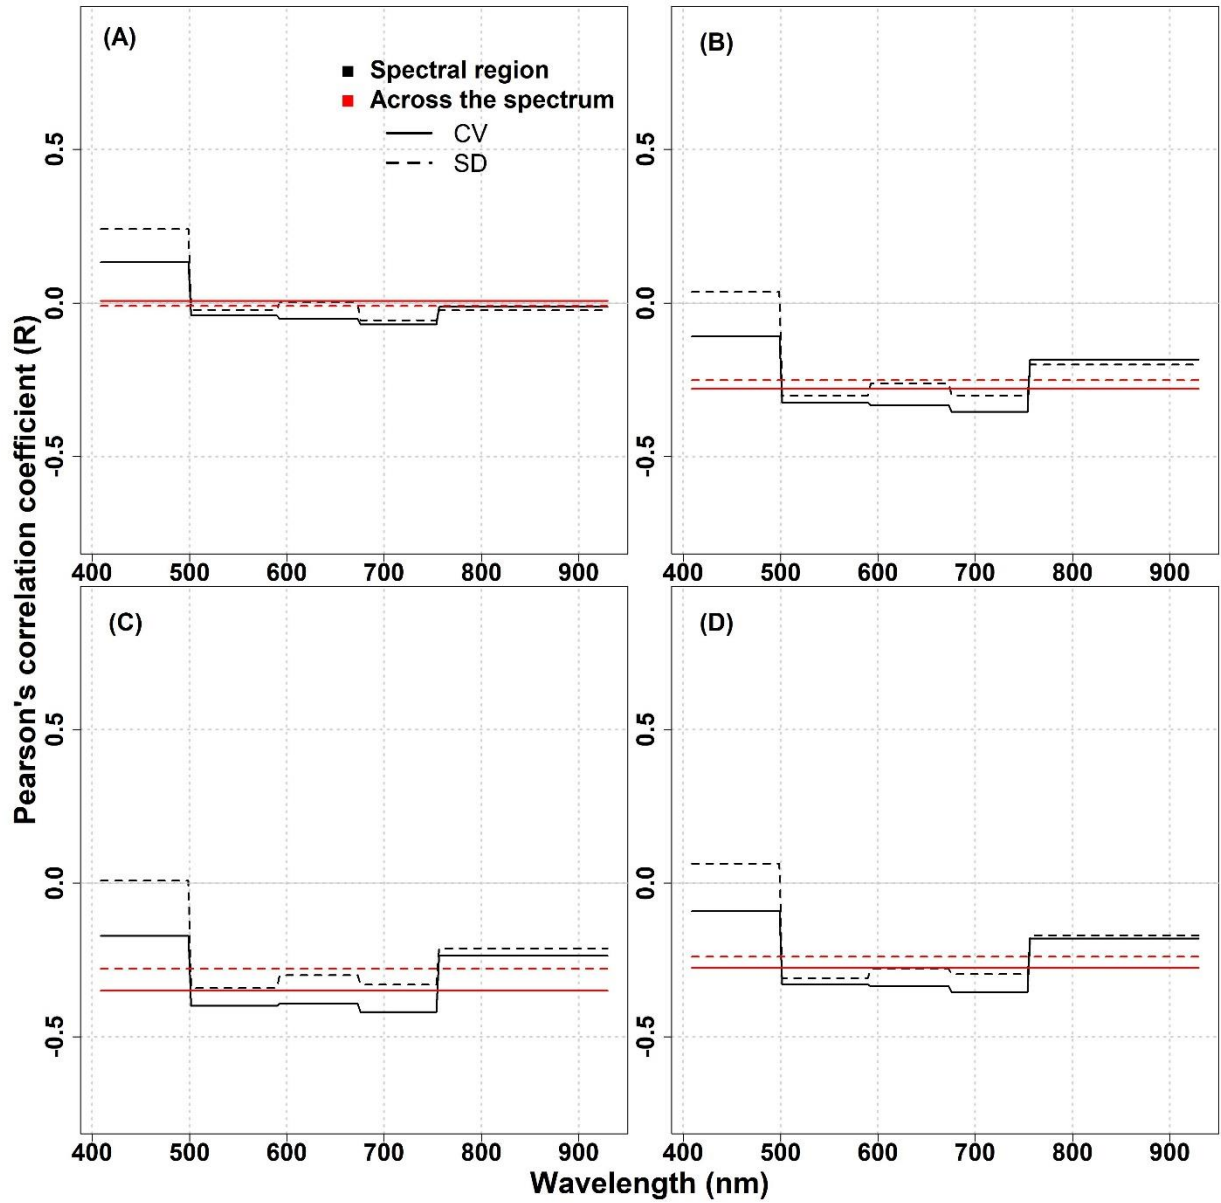 (A)
Spectral region
Across the spectrum
CV
SD
0.5
0.0
-0.5
400 500 600 700 800 900
(B)
0.5
0.0
-0.5
400 500 600 700 800 900
(C)
0.5
0.0
-0.5
400 500 600 700 800 900
(D)
0.5
0.0
-0.5
400 500 600 700 800 900
Pearson's correlation coefficient (R)
Wavelength (nm)